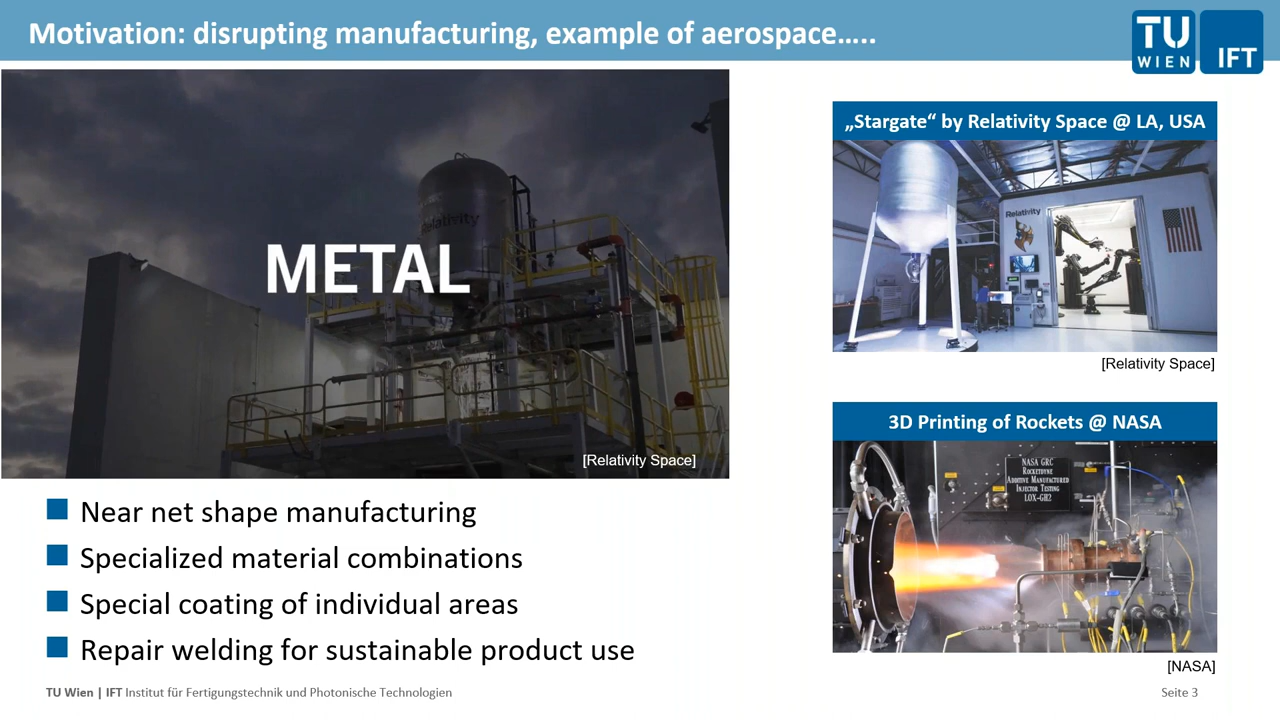 Motivation: disrupting manufacturing, example of aerospace…..
TU
WIEN
IFT
Relativity
METAL
[Relativity Space]
„Stargate“ by Relativity Space @ LA, USA
Relativity
[Relativity Space]
3D Printing of Rockets @ NASA
NASA GRC
Rocketdyne
Additive Manufactured
Injector Testing
LOX-GH2
[NASA]
Near net shape manufacturing
Specialized material combinations
Special coating of individual areas
Repair welding for sustainable product use
TU Wien | IFT Institut für Fertigungstechnik und Photonische Technologien
Seite 3